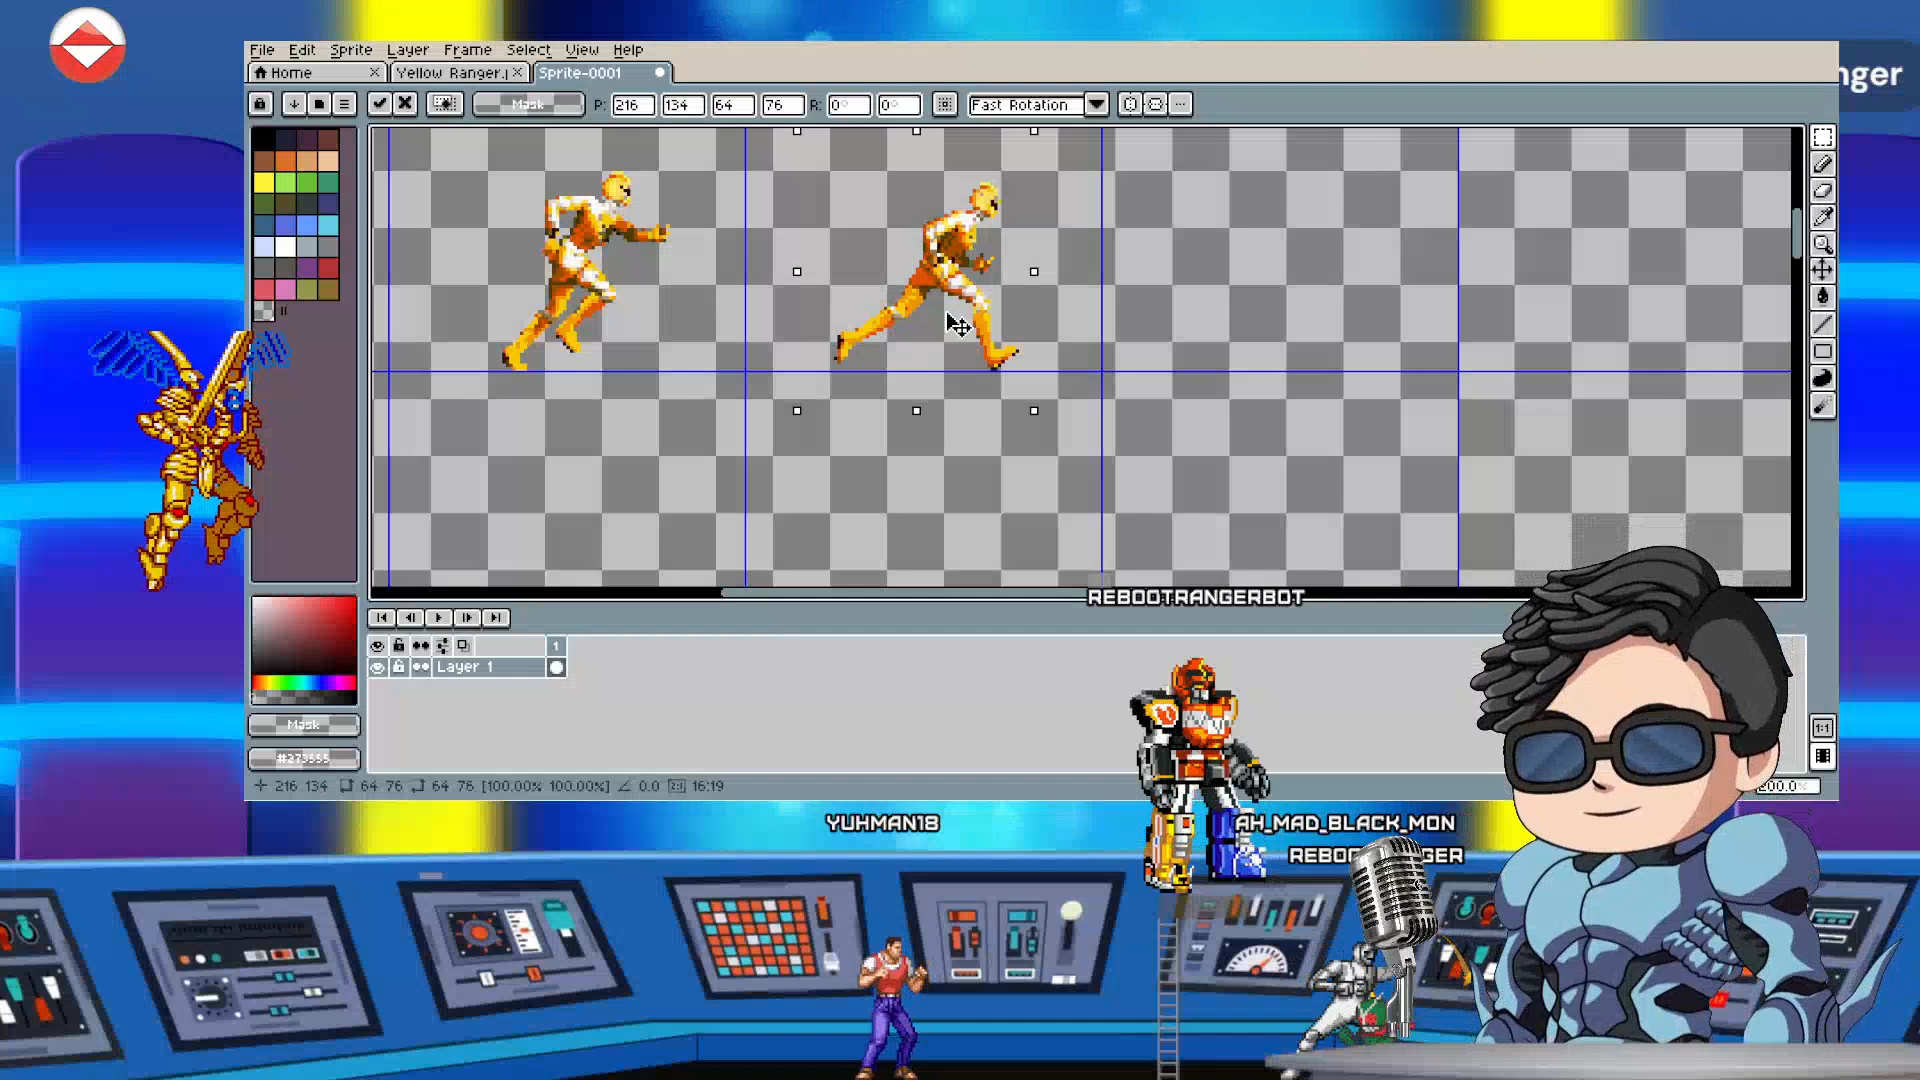 File Edit Sprite Layer Frame Select View Help
nger
Home Yellow Ranger.p Sprite-0001
Mask P: 216 134 64 76 R: 0° 0° Fast Rotation
REBOOTRANGERBOT
1
Layer 1
Mask
1:1
216 134 64 76 64 76 [100.00% 100.00%] 0.0 16:19
200.0%
YUHMAN18
AH_MAD_BLACK_MON